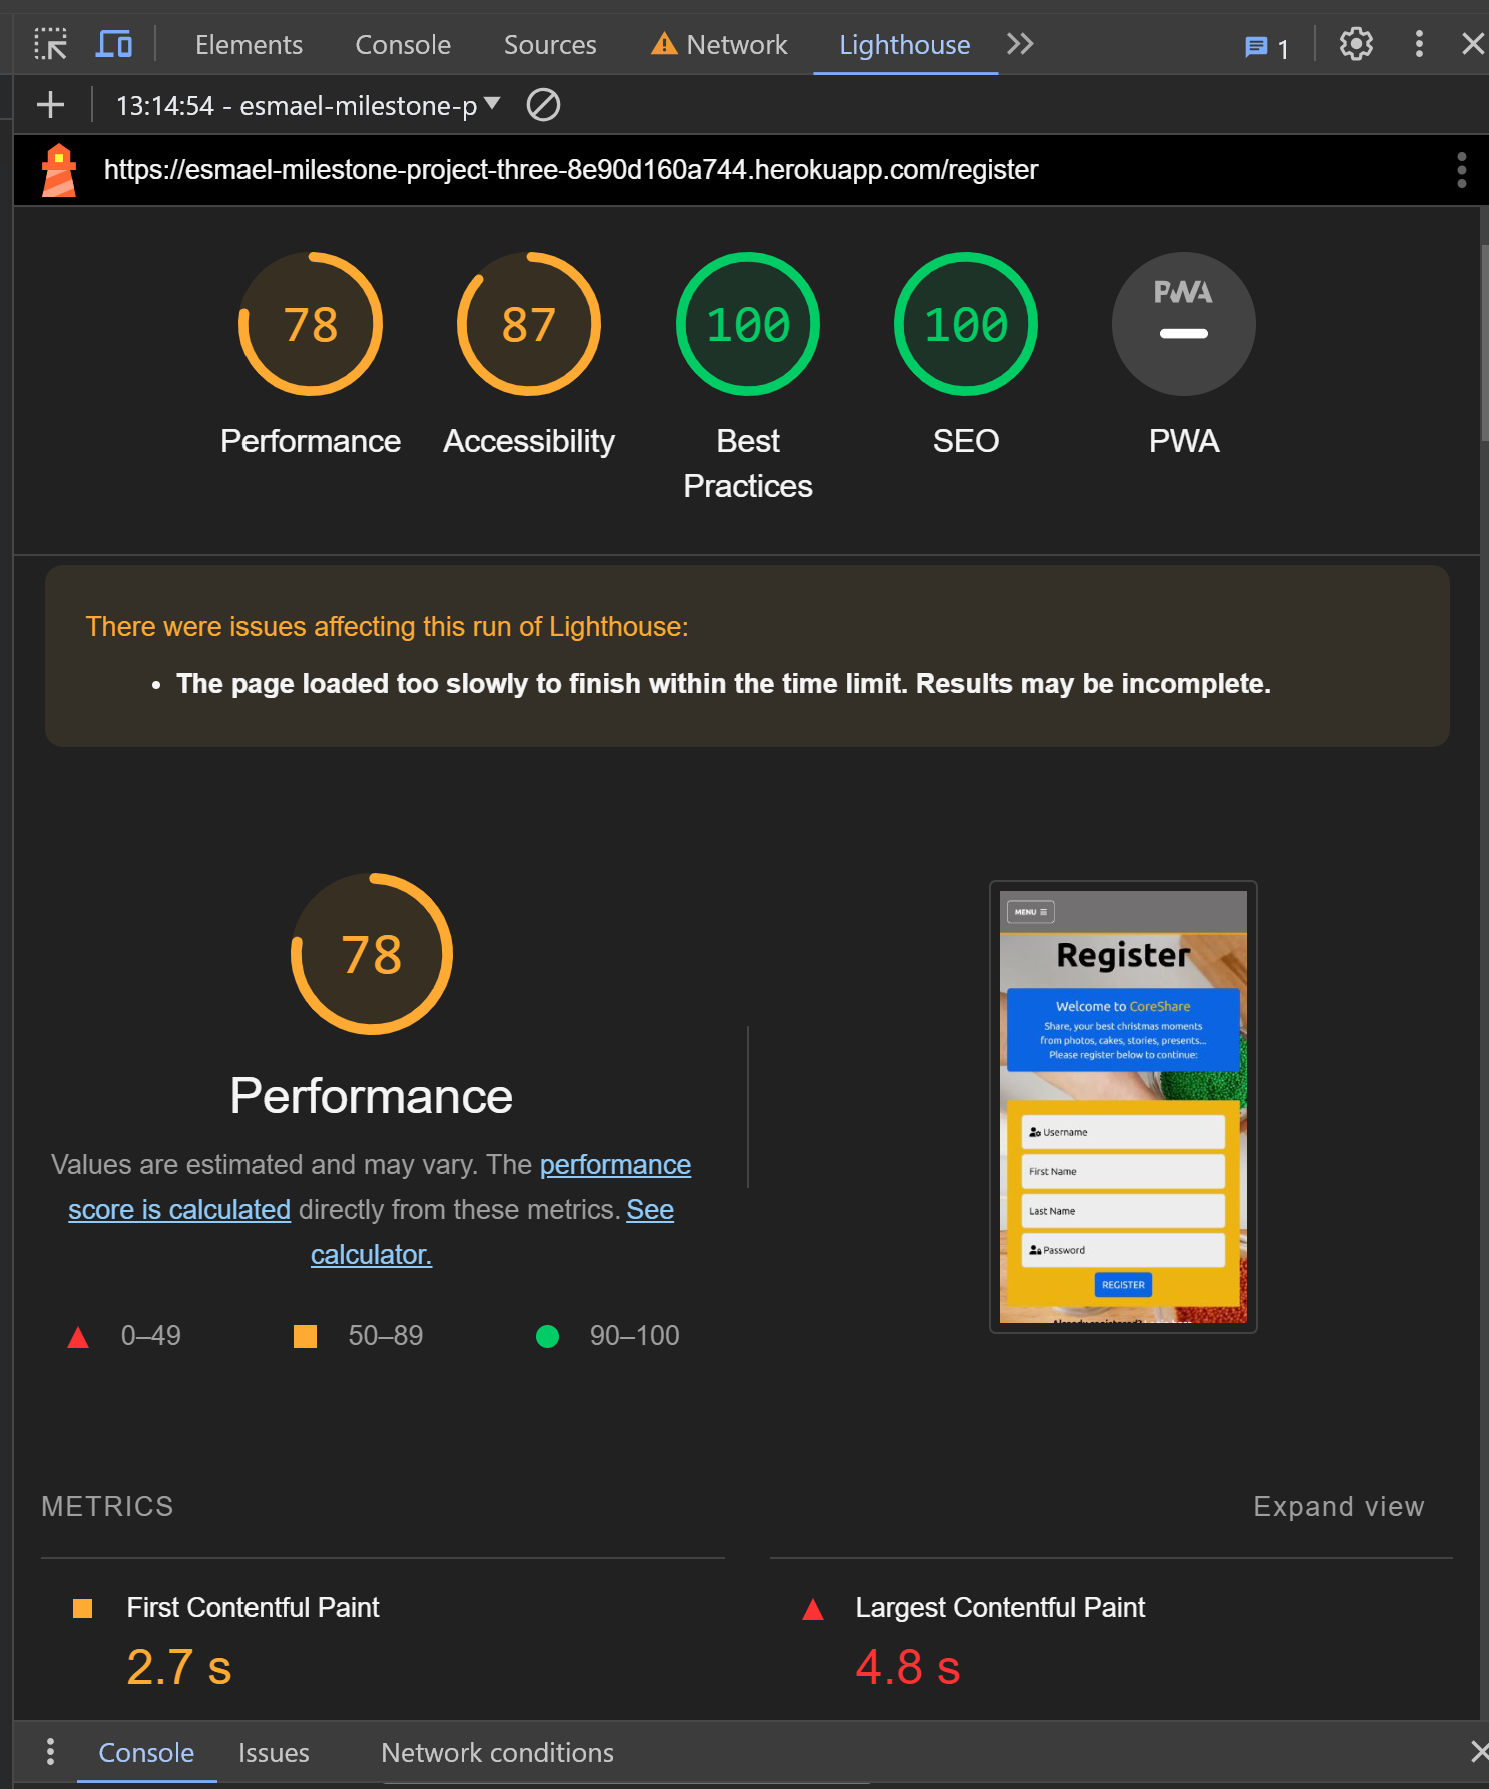 Elements Console Sources Network Lighthouse 1
13:14:54 - esmael-milestone-p
https://esmael-milestone-project-three-8e90d160a744.herokuapp.com/register
78 87 100 100 PWA
Performance Accessibility Best Practices SEO PWA
There were issues affecting this run of Lighthouse:
• The page loaded too slowly to finish within the time limit. Results may be incomplete.
78
Performance
Values are estimated and may vary. The performance
score is calculated directly from these metrics. See
calculator.
0–49 50–89 90–100
MENU
Register
Welcome to CoreShare
Share, your best christmas moments
from photos, cakes, stories, presents...
Please register below to continue:
Username
First Name
Last Name
Password
REGISTER
Already registered?
METRICS Expand view
First Contentful Paint
2.7 s
Largest Contentful Paint
4.8 s
Console Issues Network conditions